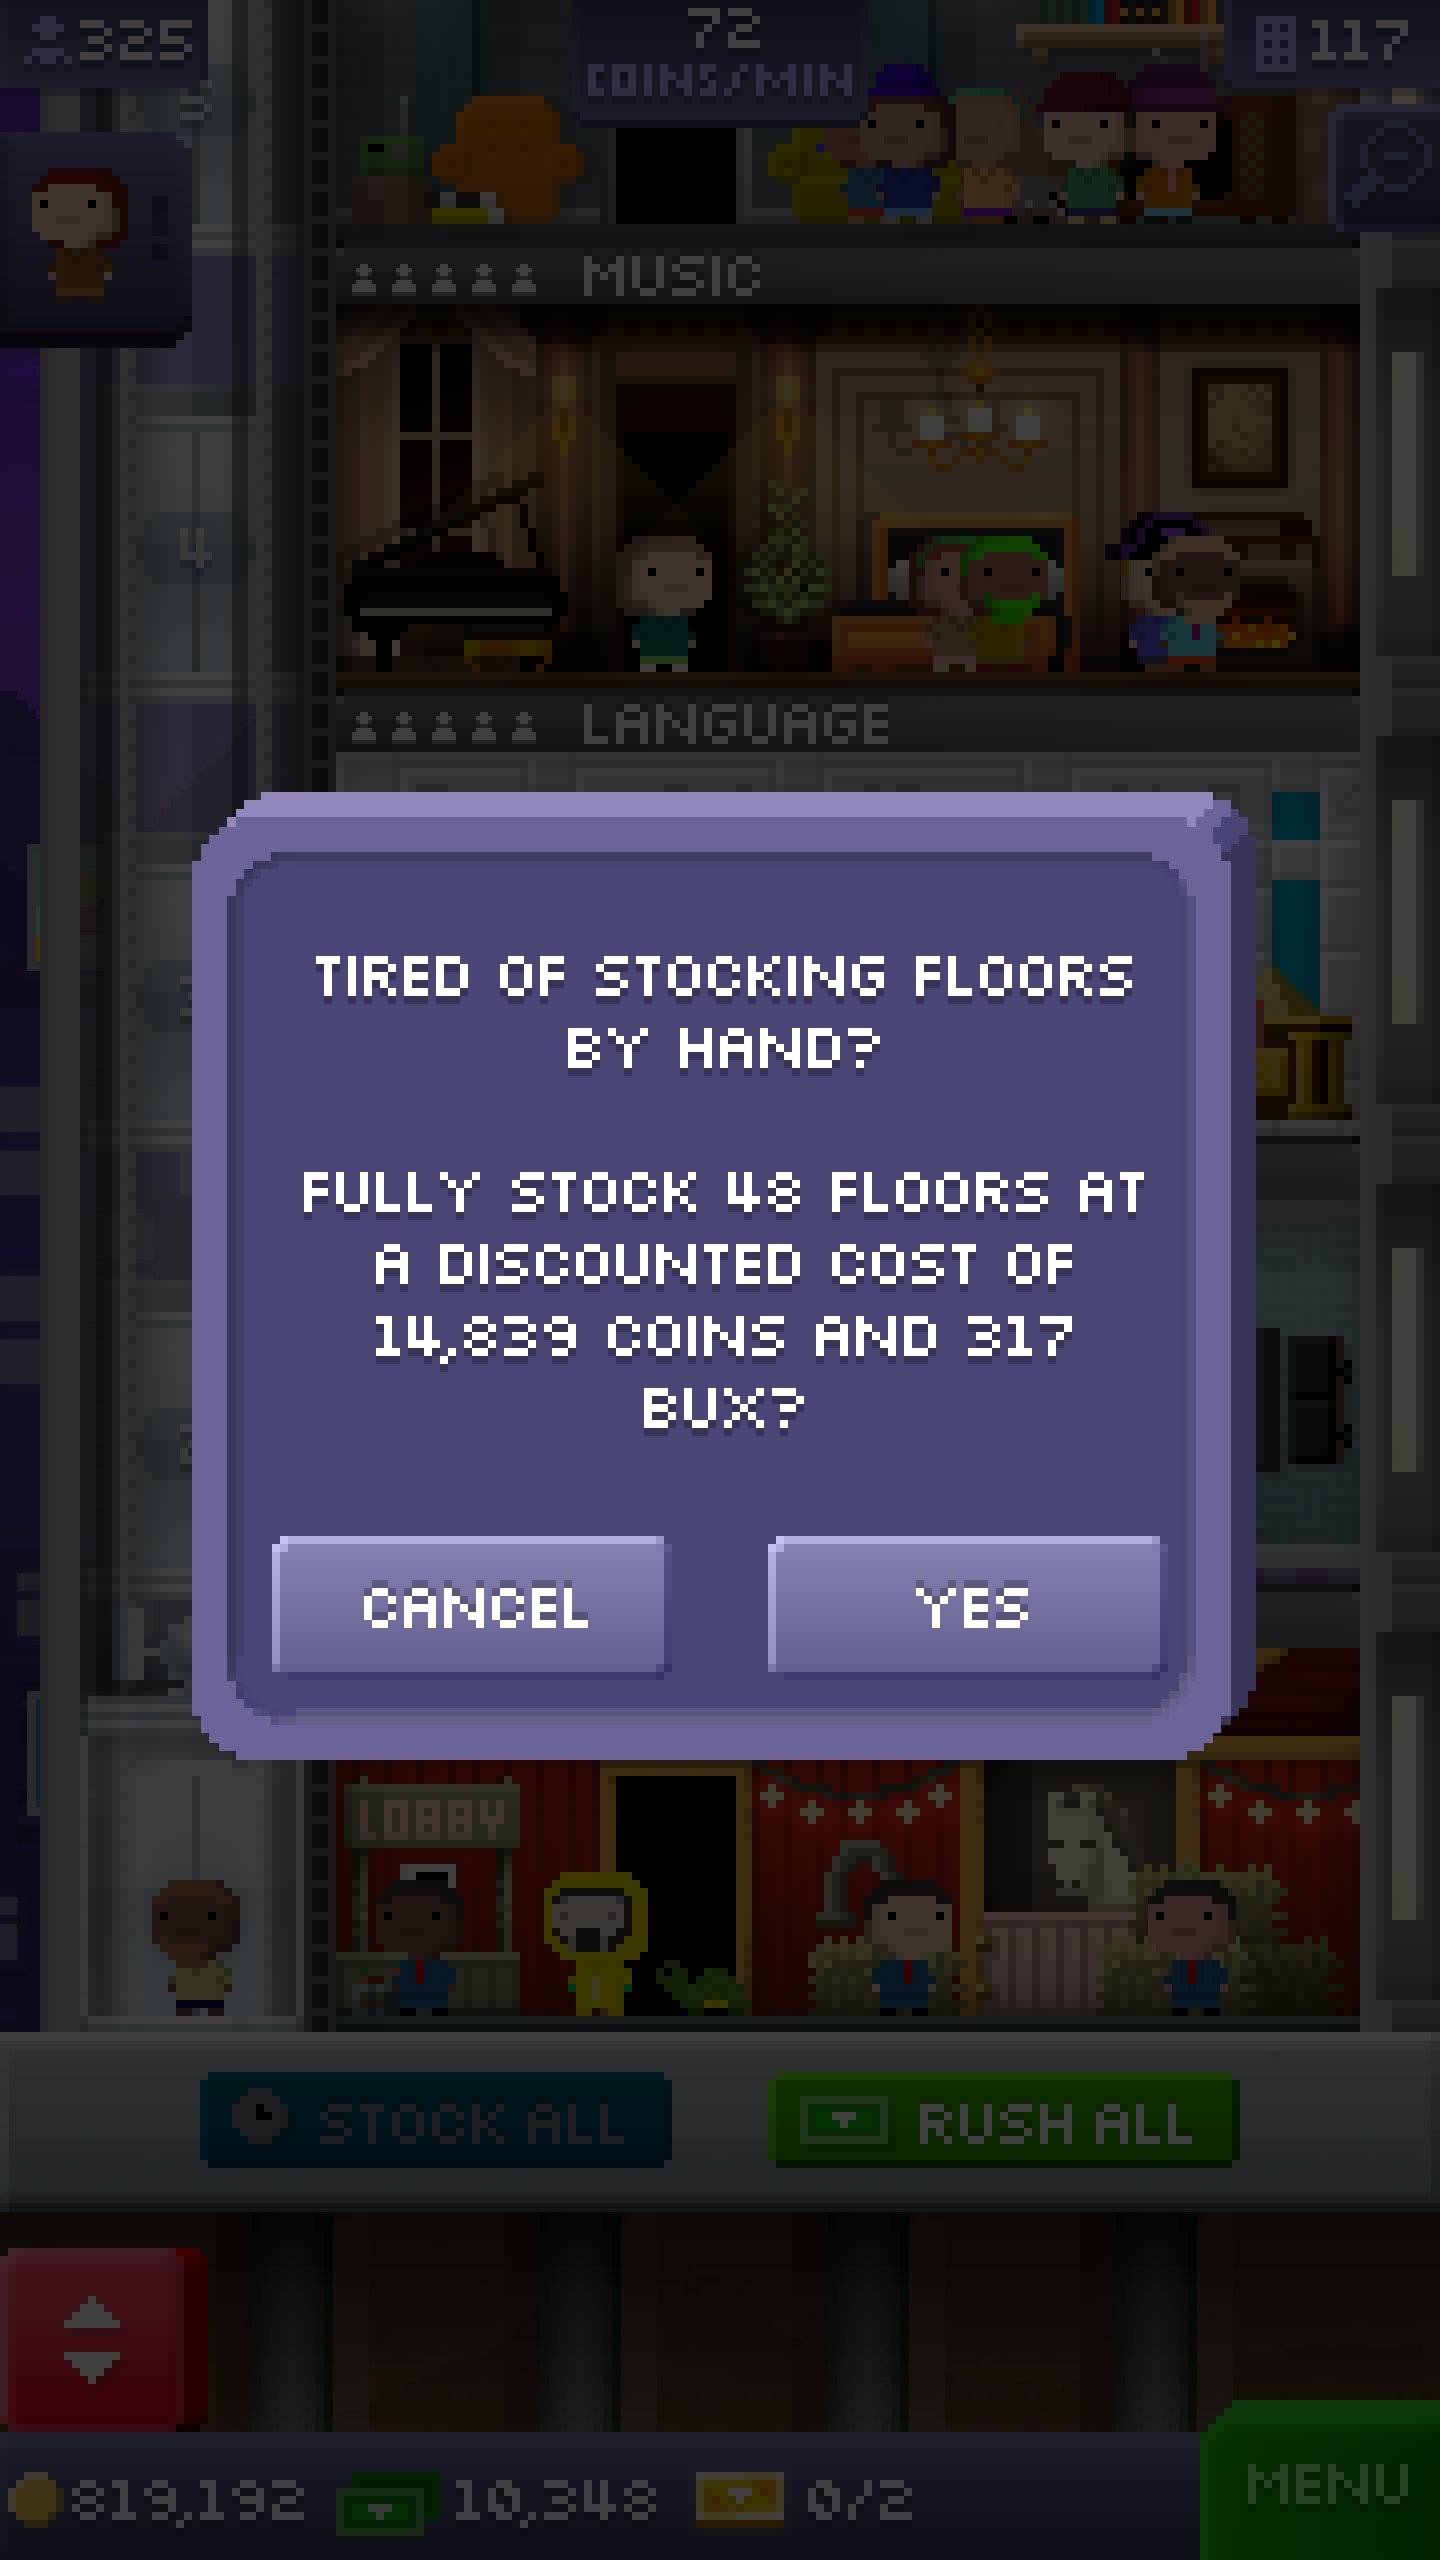 325
72
COINS/MIN
117
5
MUSIC
4
LANGUAGE
TIRED OF STOCKING FLOORS
BY HAND?
FULLY STOCK 48 FLOORS AT
A DISCOUNTED COST OF
14,839 COINS AND 317
BUX?
CANCEL
YES
LOBBY
STOCK ALL
RUSH ALL
819,192
10,348
0/2
MENU